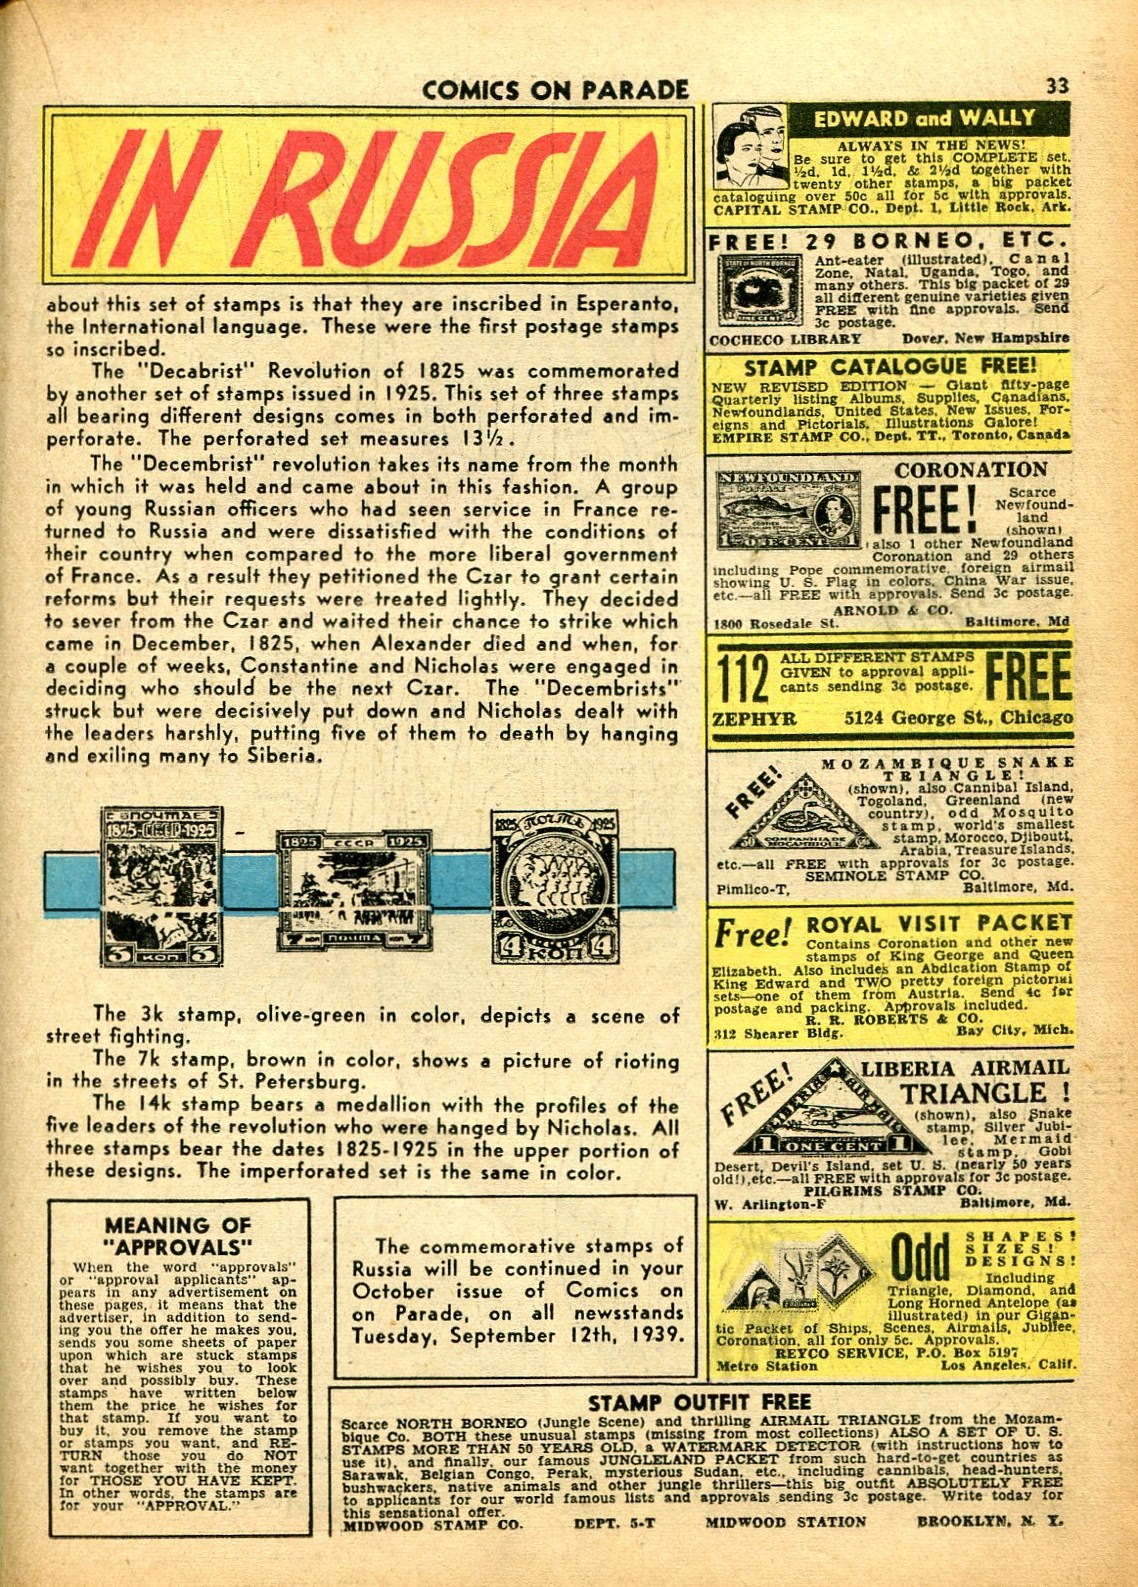 COMICS ON PARADE
33
IN RUSSIA
about this set of stamps is that they are inscribed in Esperanto,
the International language. These were the first postage stamps
so inscribed.
The "Decabrist" Revolution of 1825 was commemorated
by another set of stamps issued in 1925. This set of three stamps
all bearing different designs comes in both perforated and im-
perforate. The perforated set measures 13½.
The "Decembrist" revolution takes its name from the month
in which it was held and came about in this fashion. A group
of young Russian officers who had seen service in France re-
turned to Russia and were dissatisfied with the conditions of
their country when compared to the more liberal government
of France. As a result they petitioned the Czar to grant certain
reforms but their requests were treated lightly. They decided
to sever from the Czar and waited their chance to strike which
came in December, 1825, when Alexander died and when, for
a couple of weeks, Constantine and Nicholas were engaged in
deciding who should be the next Czar. The "Decembrists"
struck but were decisively put down and Nicholas dealt with
the leaders harshly, putting five of them to death by hanging
and exiling many to Siberia.
1825-СССР-1925
3 КОП 3
1825 СССР 1925
7 КОП ПОЧТА КОП 7
1825 ПОЧТЬ 1925
14 КОП 14
The 3k stamp, olive-green in color, depicts a scene of
street fighting.
The 7k stamp, brown in color, shows a picture of rioting
in the streets of St. Petersburg.
The 14k stamp bears a medallion with the profiles of the
five leaders of the revolution who were hanged by Nicholas. All
three stamps bear the dates 1825-1925 in the upper portion of
these designs. The imperforated set is the same in color.
MEANING OF
"APPROVALS"
When the word "approvals"
or "approval applicants" ap-
pears in any advertisement on
these pages, it means that the
advertiser, in addition to send-
ing you the offer he makes you,
sends you some sheets of paper
upon which are stuck stamps
that he wishes you to look
over and possibly buy. These
stamps have written below
them the price he wishes for
that stamp. If you want to
buy it, you remove the stamp
or stamps you want, and RE-
TURN those you do NOT
want together with the money
for THOSE YOU HAVE KEPT.
In other words, the stamps are
for your "APPROVAL."
The commemorative stamps of
Russia will be continued in your
October issue of Comics on
on Parade, on all newsstands
Tuesday, September 12th, 1939.
EDWARD and WALLY
ALWAYS IN THE NEWS!
Be sure to get this COMPLETE set.
½d, 1d, 1½d, & 2½d together with
twenty other stamps, a big packet
cataloguing over 50c all for 5c with approvals.
CAPITAL STAMP CO., Dept. 1, Little Rock, Ark.
FREE! 29 BORNEO, ETC.
STATE OF NORTH BORNEO
Ant-eater (illustrated), Canal
Zone, Natal, Uganda, Togo, and
many others. This big packet of 29
all different genuine varieties given
FREE with fine approvals. Send
3c postage.
COCHECO LIBRARY Dover, New Hampshire
STAMP CATALOGUE FREE!
NEW REVISED EDITION — Giant fifty-page
Quarterly listing Albums, Supplies, Canadians,
Newfoundlands, United States, New Issues, For-
eigns and Pictorials. Illustrations Galore!
EMPIRE STAMP CO., Dept. TT., Toronto, Canada
NEWFOUNDLAND
POSTAGE
1 ONE CENT 1
CORONATION
FREE!
Scarce
Newfound-
land
(shown)
also 1 other Newfoundland
Coronation and 29 others
including Pope commemorative, foreign airmail
showing U. S. Flag in colors, China War issue,
etc.—all FREE with approvals. Send 3c postage.
ARNOLD & CO.
1800 Rosedale St. Baltimore, Md
112
ALL DIFFERENT STAMPS
GIVEN to approval appli-
cants sending 3c postage.
FREE
ZEPHYR 5124 George St., Chicago
FREE!
COMPANHIA DE
MOÇAMBIQUE
MOZAMBIQUE SNAKE
TRIANGLE!
(shown), also Cannibal Island,
Togoland, Greenland (new
country), odd Mosquito
stamp, world's smallest
stamp, Morocco, Djibouti,
Arabia, Treasure Islands,
etc.—all FREE with approvals for 3c postage.
SEMINOLE STAMP CO.
Pimlico-T, Baltimore, Md.
Free! ROYAL VISIT PACKET
Contains Coronation and other new
stamps of King George and Queen
Elizabeth. Also includes an Abdication Stamp of
King Edward and TWO pretty foreign pictorial
sets—one of them from Austria. Send 4c for
postage and packing. Approvals included.
R. R. ROBERTS & CO.
312 Shearer Bldg. Bay City, Mich.
FREE!
LIBERIA AIR MAIL
1 ONE CENT 1
LIBERIA AIRMAIL
TRIANGLE !
(shown), also Snake
stamp, Silver Jubi-
lee, Mermaid
stamp, Gobi
Desert, Devil's Island, set U. S. (nearly 50 years
old!), etc.—all FREE with approvals for 3c postage.
PILGRIMS STAMP CO.
W. Arlington-F Baltimore, Md.
Odd
SHAPES!
SIZES!
DESIGNS!
Including
Triangle, Diamond, and
Long Horned Antelope (as
illustrated) in our Gigan-
tic Packet of Ships, Scenes, Airmails, Jubilee,
Coronation, all for only 5c. Approvals.
REYCO SERVICE, P.O. Box 5197
Metro Station Los Angeles, Calif.
STAMP OUTFIT FREE
Scarce NORTH BORNEO (Jungle Scene) and thrilling AIRMAIL TRIANGLE from the Mozam-
bique Co. BOTH these unusual stamps (missing from most collections) ALSO A SET OF U. S.
STAMPS MORE THAN 50 YEARS OLD, a WATERMARK DETECTOR (with instructions how to
use it), and finally, our famous JUNGLELAND PACKET from such hard-to-get countries as
Sarawak, Belgian Congo, Perak, mysterious Sudan, etc., including cannibals, head-hunters,
bushwackers, native animals and other jungle thrillers—this big outfit ABSOLUTELY FREE
to applicants for our world famous lists and approvals sending 3c postage. Write today for
this sensational offer.
MIDWOOD STAMP CO. DEPT. 5-T MIDWOOD STATION BROOKLYN, N. Y.